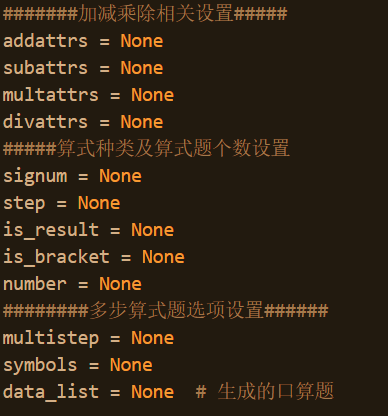 #######加减乘除相关设置#####
addattrs = None
subattrs = None
multattrs = None
divattrs = None
#####算式种类及算式题个数设置
signum = None
step = None
is_result = None
is_bracket = None
number = None
########多步算式题选项设置######
multistep = None
symbols = None
data_list = None  # 生成的口算题